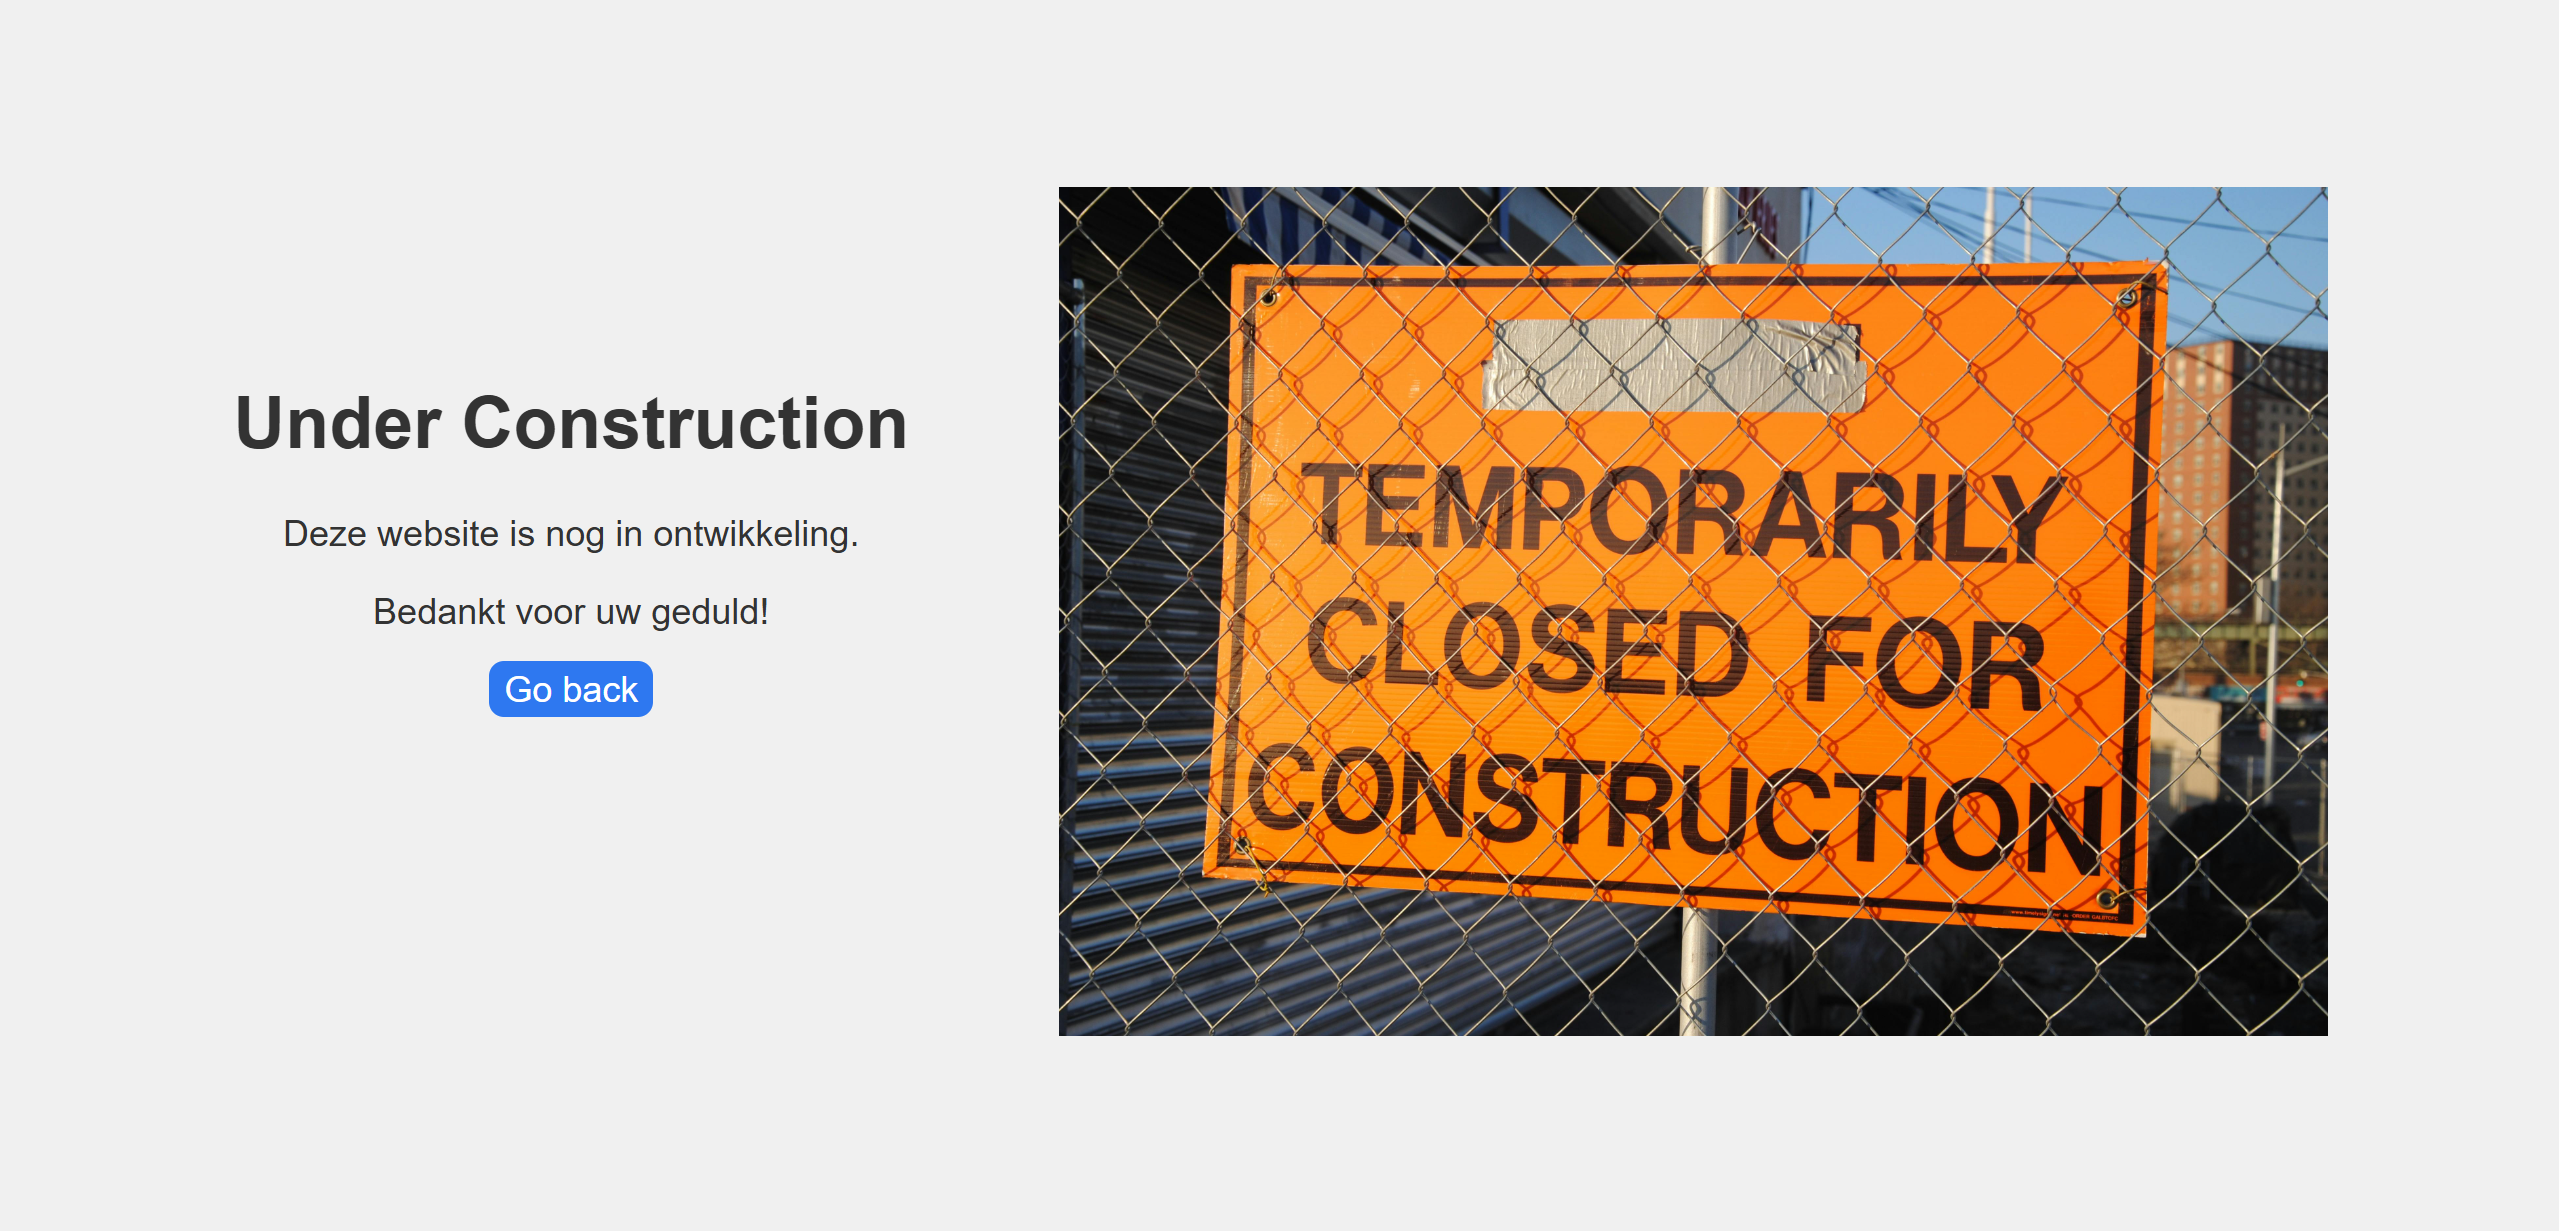 Under Construction
Deze website is nog in ontwikkeling.
Bedankt voor uw geduld!
Go back
TEMPORARILY
CLOSED FOR
CONSTRUCTION